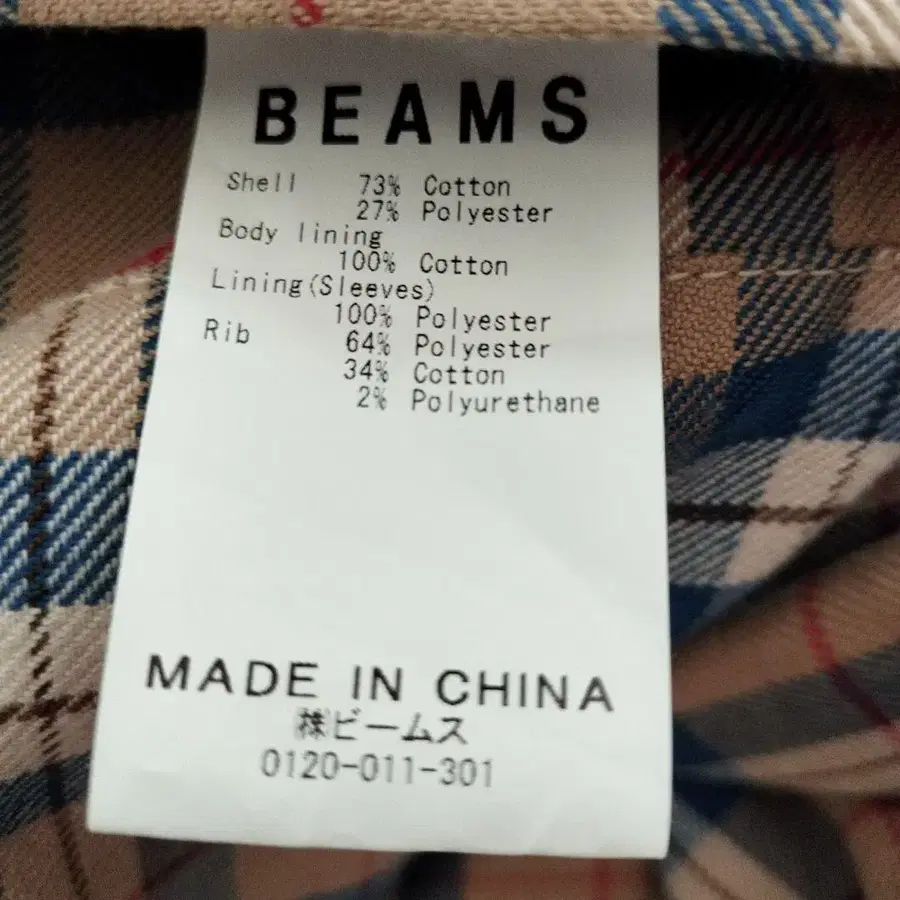 BEAMS
Shell 73% Cotton
27% Polyester
Body lining
100% Cotton
Lining(Sleeves)
100% Polyester
Rib 64% Polyester
34% Cotton
2% Polyurethane
MADE IN CHINA
㈱ビームス
0120-011-301